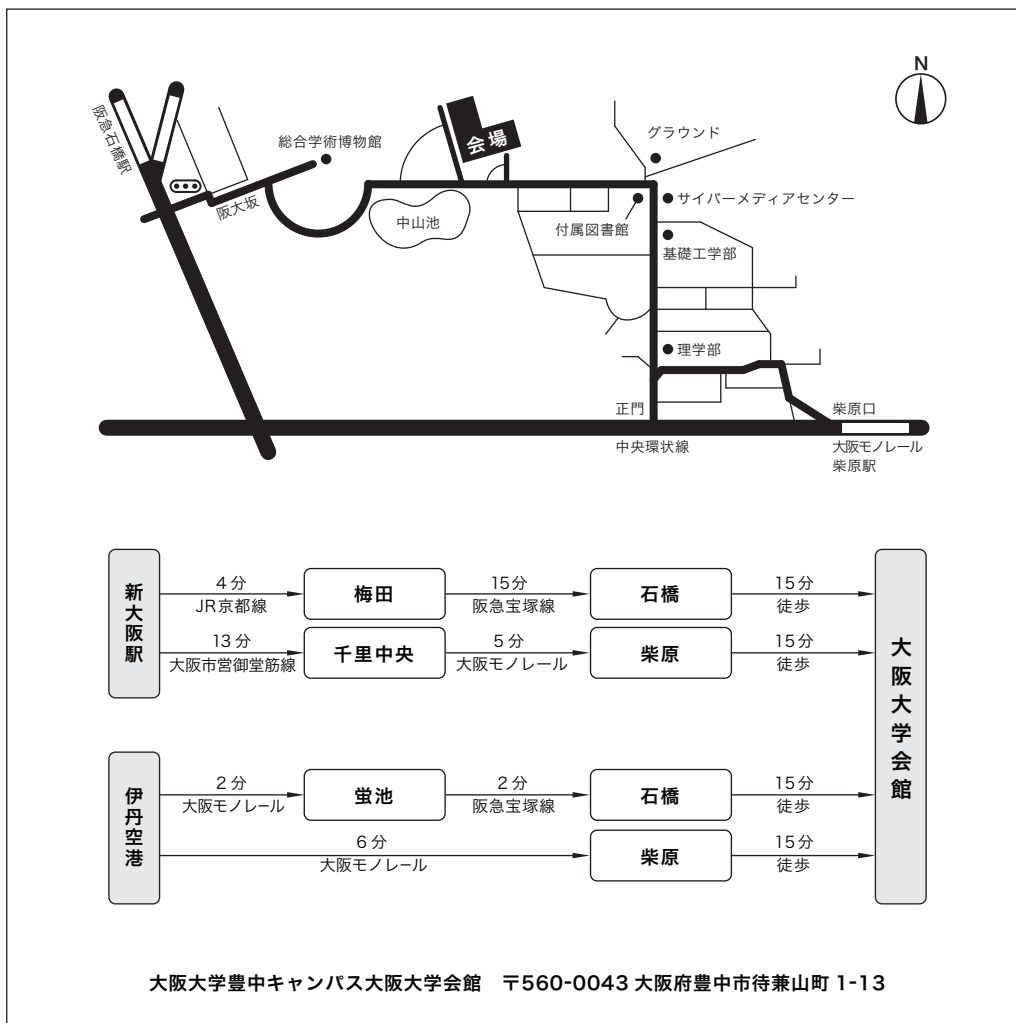 N
阪急石橋駅
総合学術博物館
会場
グラウンド
阪大坂
中山池
付属図書館
サイバーメディアセンター
基礎工学部
理学部
正門
柴原口
中央環状線
大阪モノレール
柴原駅
新大阪駅
4分
JR京都線
梅田
15分
阪急宝塚線
石橋
15分
徒歩
13分
大阪市営御堂筋線
千里中央
5分
大阪モノレール
柴原
15分
徒歩
大阪大学会館
伊丹空港
2分
大阪モノレール
蛍池
2分
阪急宝塚線
石橋
15分
徒歩
6分
大阪モノレール
柴原
15分
徒歩
大阪大学豊中キャンパス大阪大学会館 〒560-0043 大阪府豊中市待兼山町 1-13